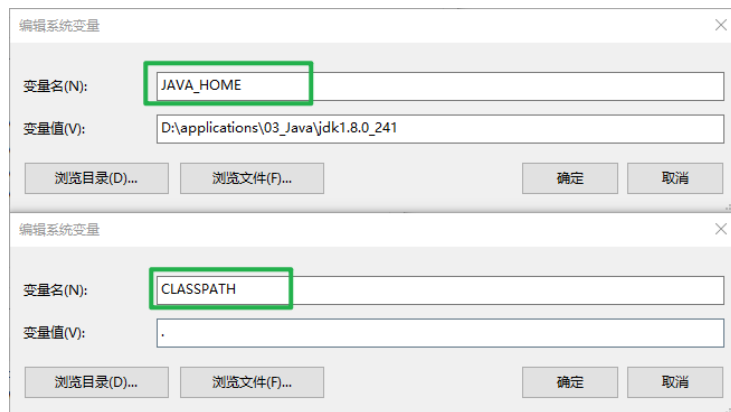 编辑系统变量
变量名(N): JAVA_HOME
变量值(V): D:\applications\03_Java\jdk1.8.0_241
浏览目录(D)... 浏览文件(F)... 确定 取消
编辑系统变量
变量名(N): CLASSPATH
变量值(V): .
浏览目录(D)... 浏览文件(F)... 确定 取消